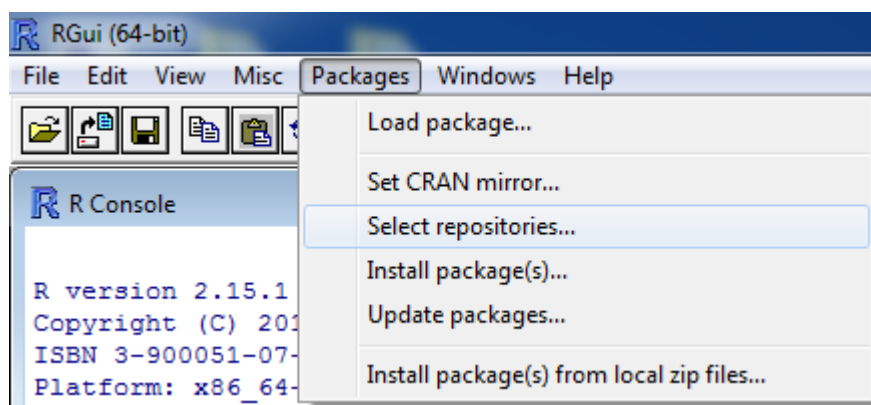 RGui (64-bit)
File Edit View Misc Packages Windows Help
Load package...
Set CRAN mirror...
Select repositories...
Install package(s)...
Update packages...
Install package(s) from local zip files...
R Console
R version 2.15.1
Copyright (C) 201
ISBN 3-900051-07-
Platform: x86_64-